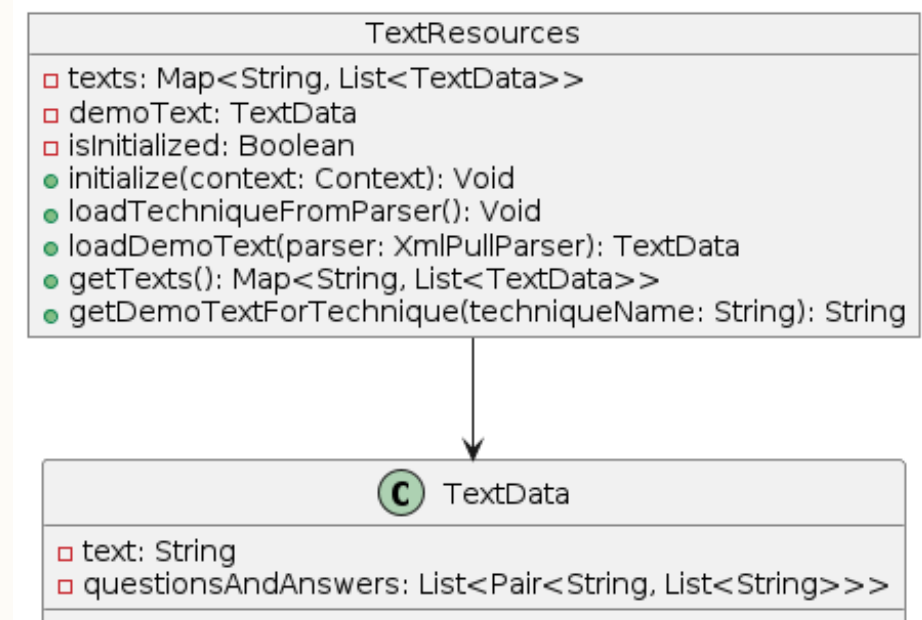 TextResources
texts: Map<String, List<TextData>>
demoText: TextData
isInitialized: Boolean
initialize(context: Context): Void
loadTechniqueFromParser(): Void
loadDemoText(parser: XmlPullParser): TextData
getTexts(): Map<String, List<TextData>>
getDemoTextForTechnique(techniqueName: String): String
C TextData
text: String
questionsAndAnswers: List<Pair<String, List<String>>>